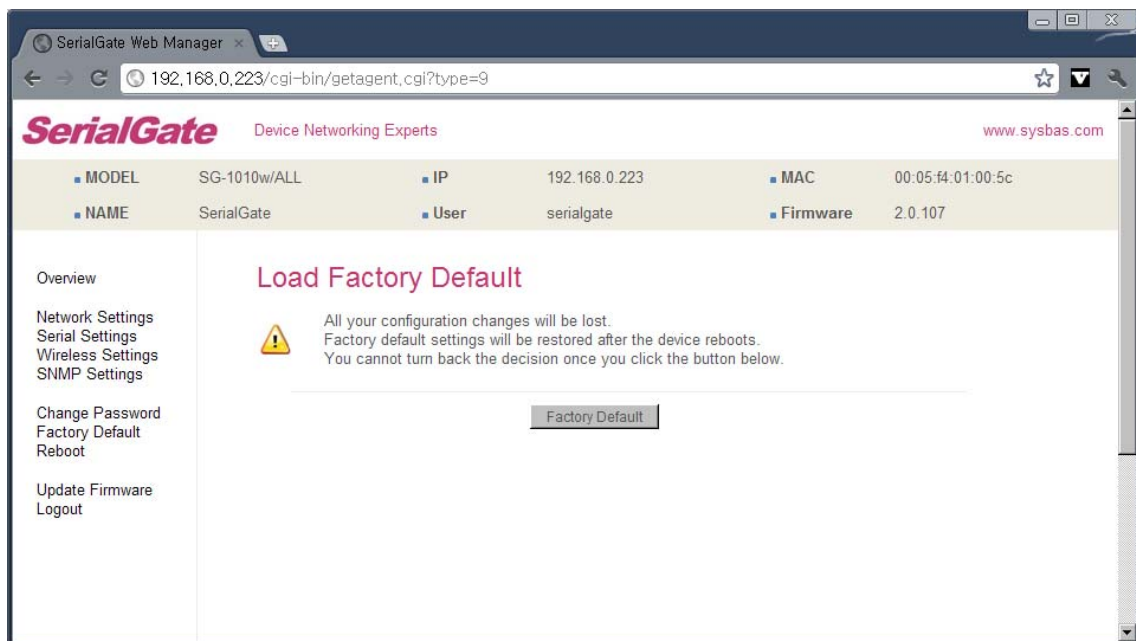 SerialGate Web Manager
192.168.0.223/cgi-bin/getagent.cgi?type=9
SerialGate Device Networking Experts www.sysbas.com
MODEL SG-1010w/ALL IP 192.168.0.223 MAC 00:05:f4:01:00:5c
NAME SerialGate User serialgate Firmware 2.0.107
Overview
Network Settings
Serial Settings
Wireless Settings
SNMP Settings
Change Password
Factory Default
Reboot
Update Firmware
Logout
Load Factory Default
All your configuration changes will be lost.
Factory default settings will be restored after the device reboots.
You cannot turn back the decision once you click the button below.
Factory Default